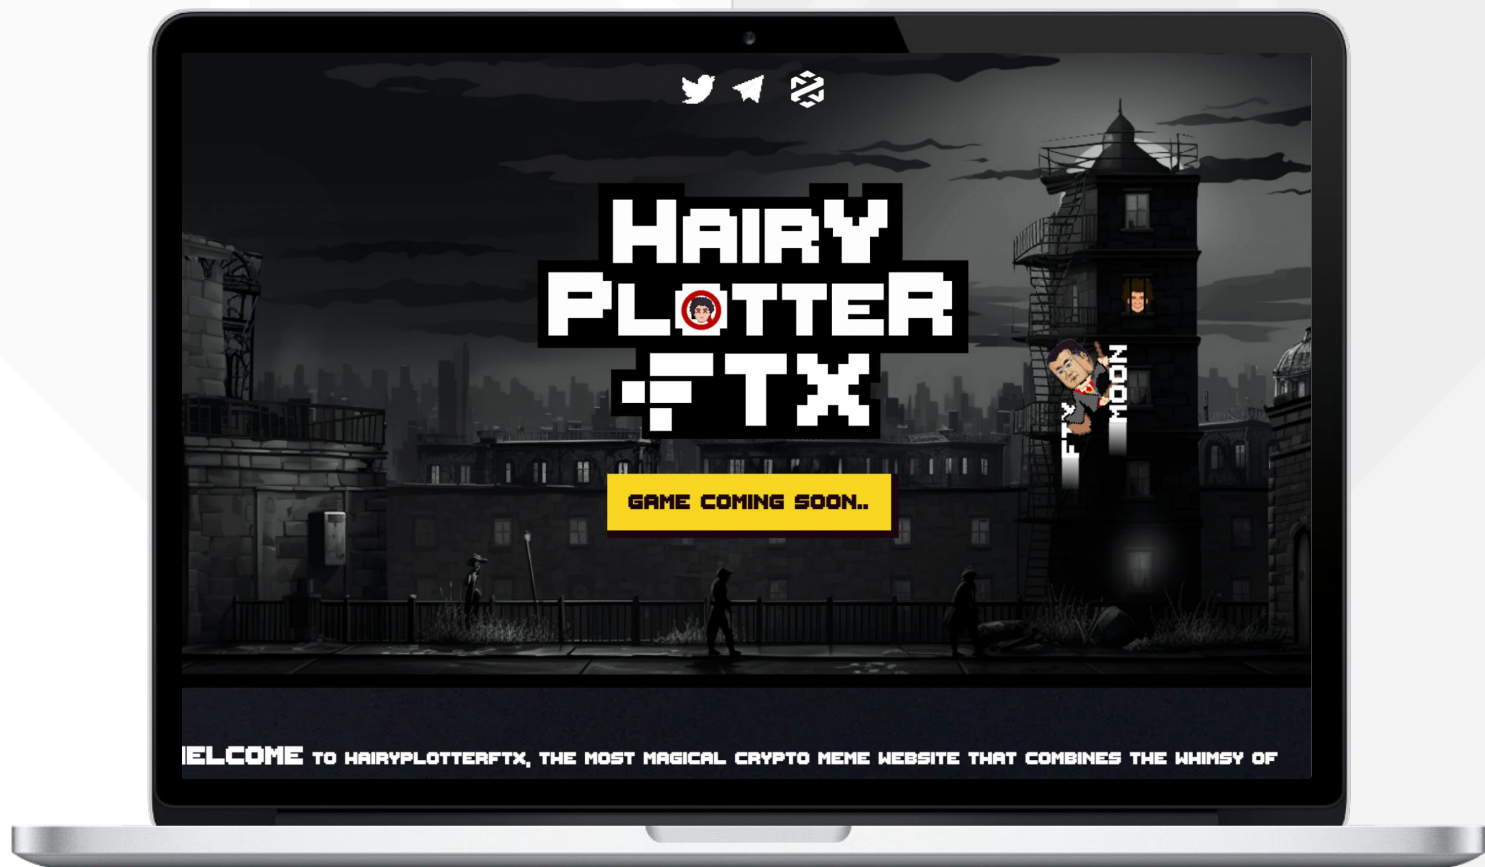 HAIRY
PLOTTER
FTX
MOON
FTX
GAME COMING SOON..
WELCOME TO HAIRYPLOTTERFTX, THE MOST MAGICAL CRYPTO MEME WEBSITE THAT COMBINES THE WHIMSY OF